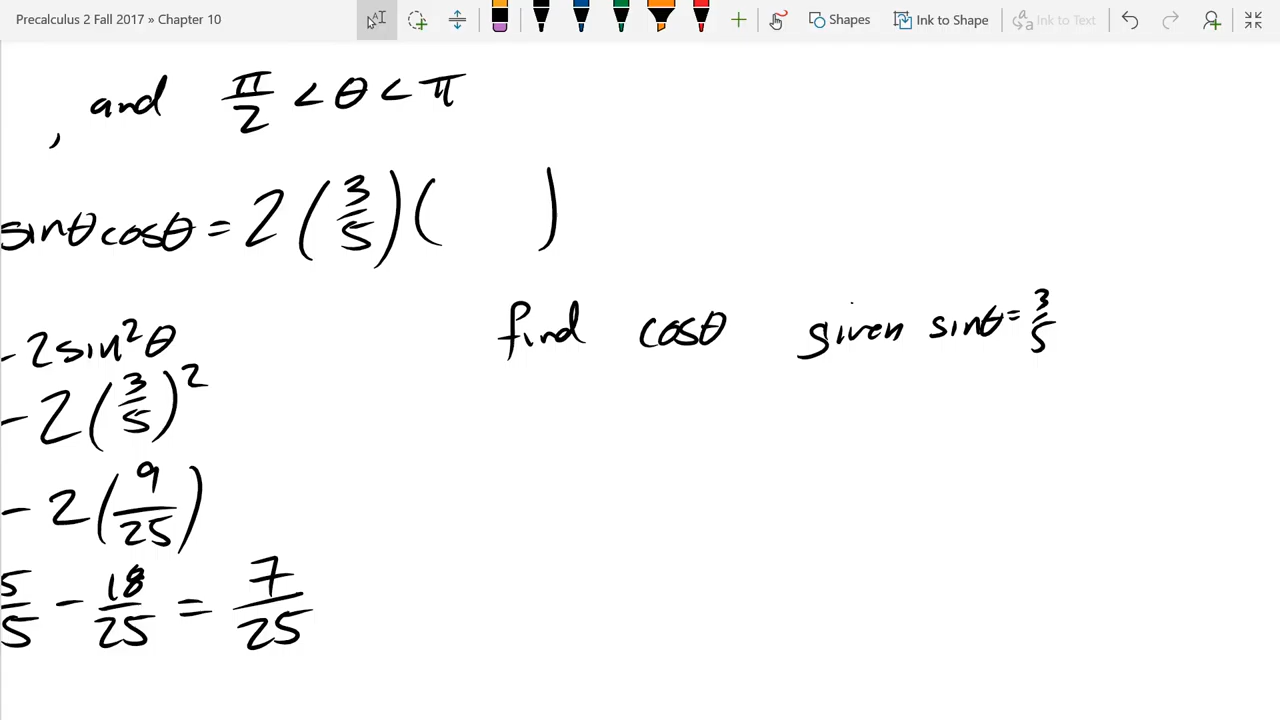 Precalculus 2 Fall 2017 » Chapter 10
Shapes
Ink to Shape
Ink to Text
, and π/2 < θ < π
sinθcosθ = 2(3/5)( )
find cosθ given sinθ = 3/5
- 2sin²θ
- 2(3/5)²
- 2(9/25)
5/5 - 18/25 = 7/25